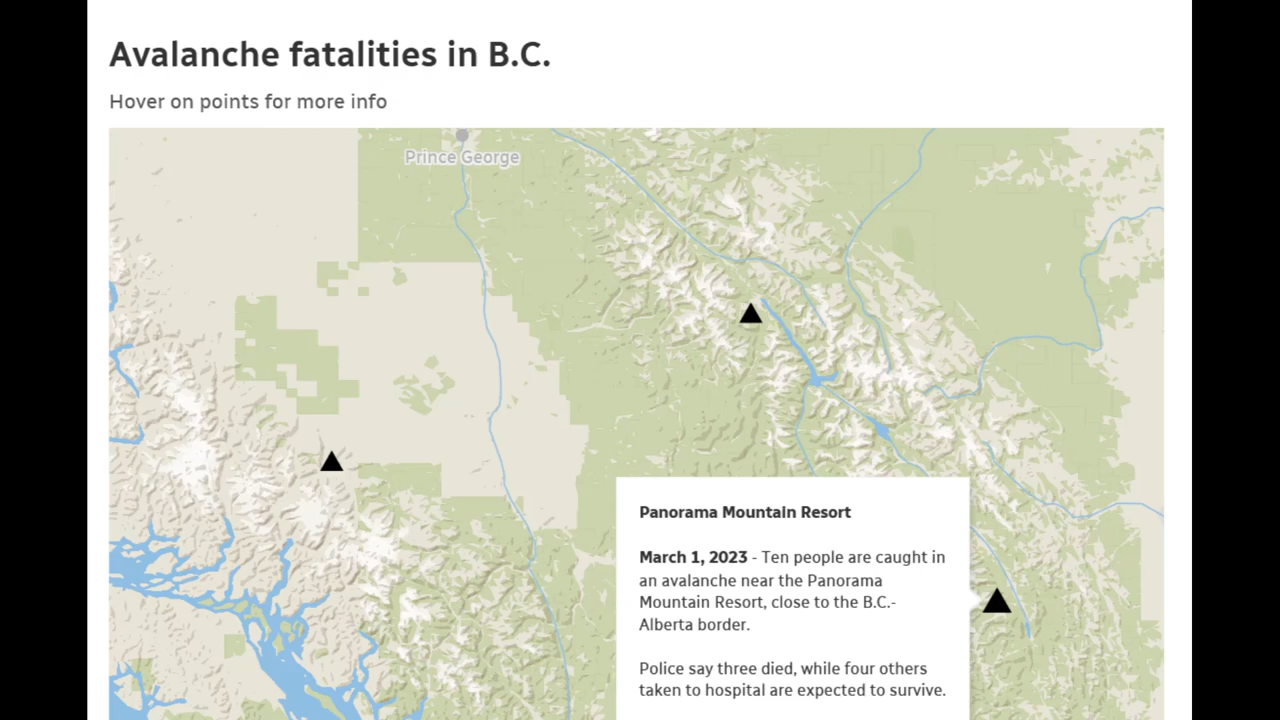 Avalanche fatalities in B.C.
Hover on points for more info
Prince George
Panorama Mountain Resort
March 1, 2023 - Ten people are caught in
an avalanche near the Panorama
Mountain Resort, close to the B.C.-
Alberta border.
Police say three died, while four others
taken to hospital are expected to survive.